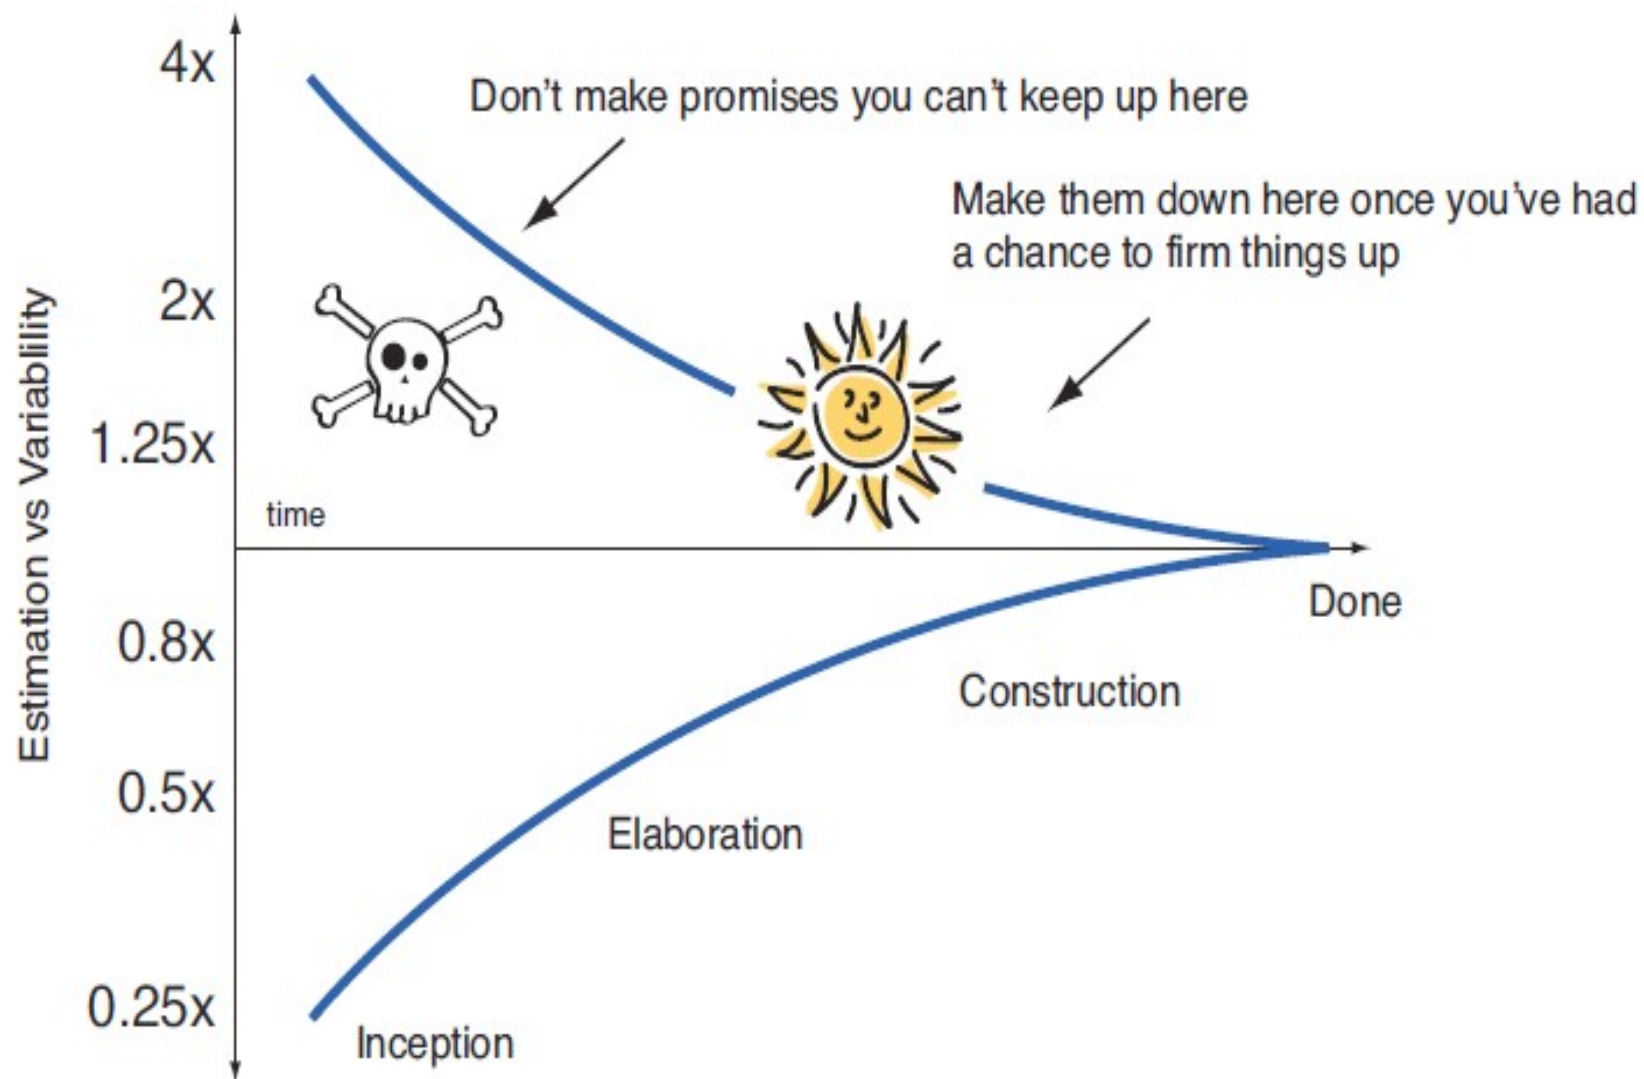 4x
Don't make promises you can't keep up here
Make them down here once you've had
a chance to firm things up
2x
1.25x
time
Estimation vs Variablility
Done
0.8x
Construction
0.5x
Elaboration
0.25x
Inception